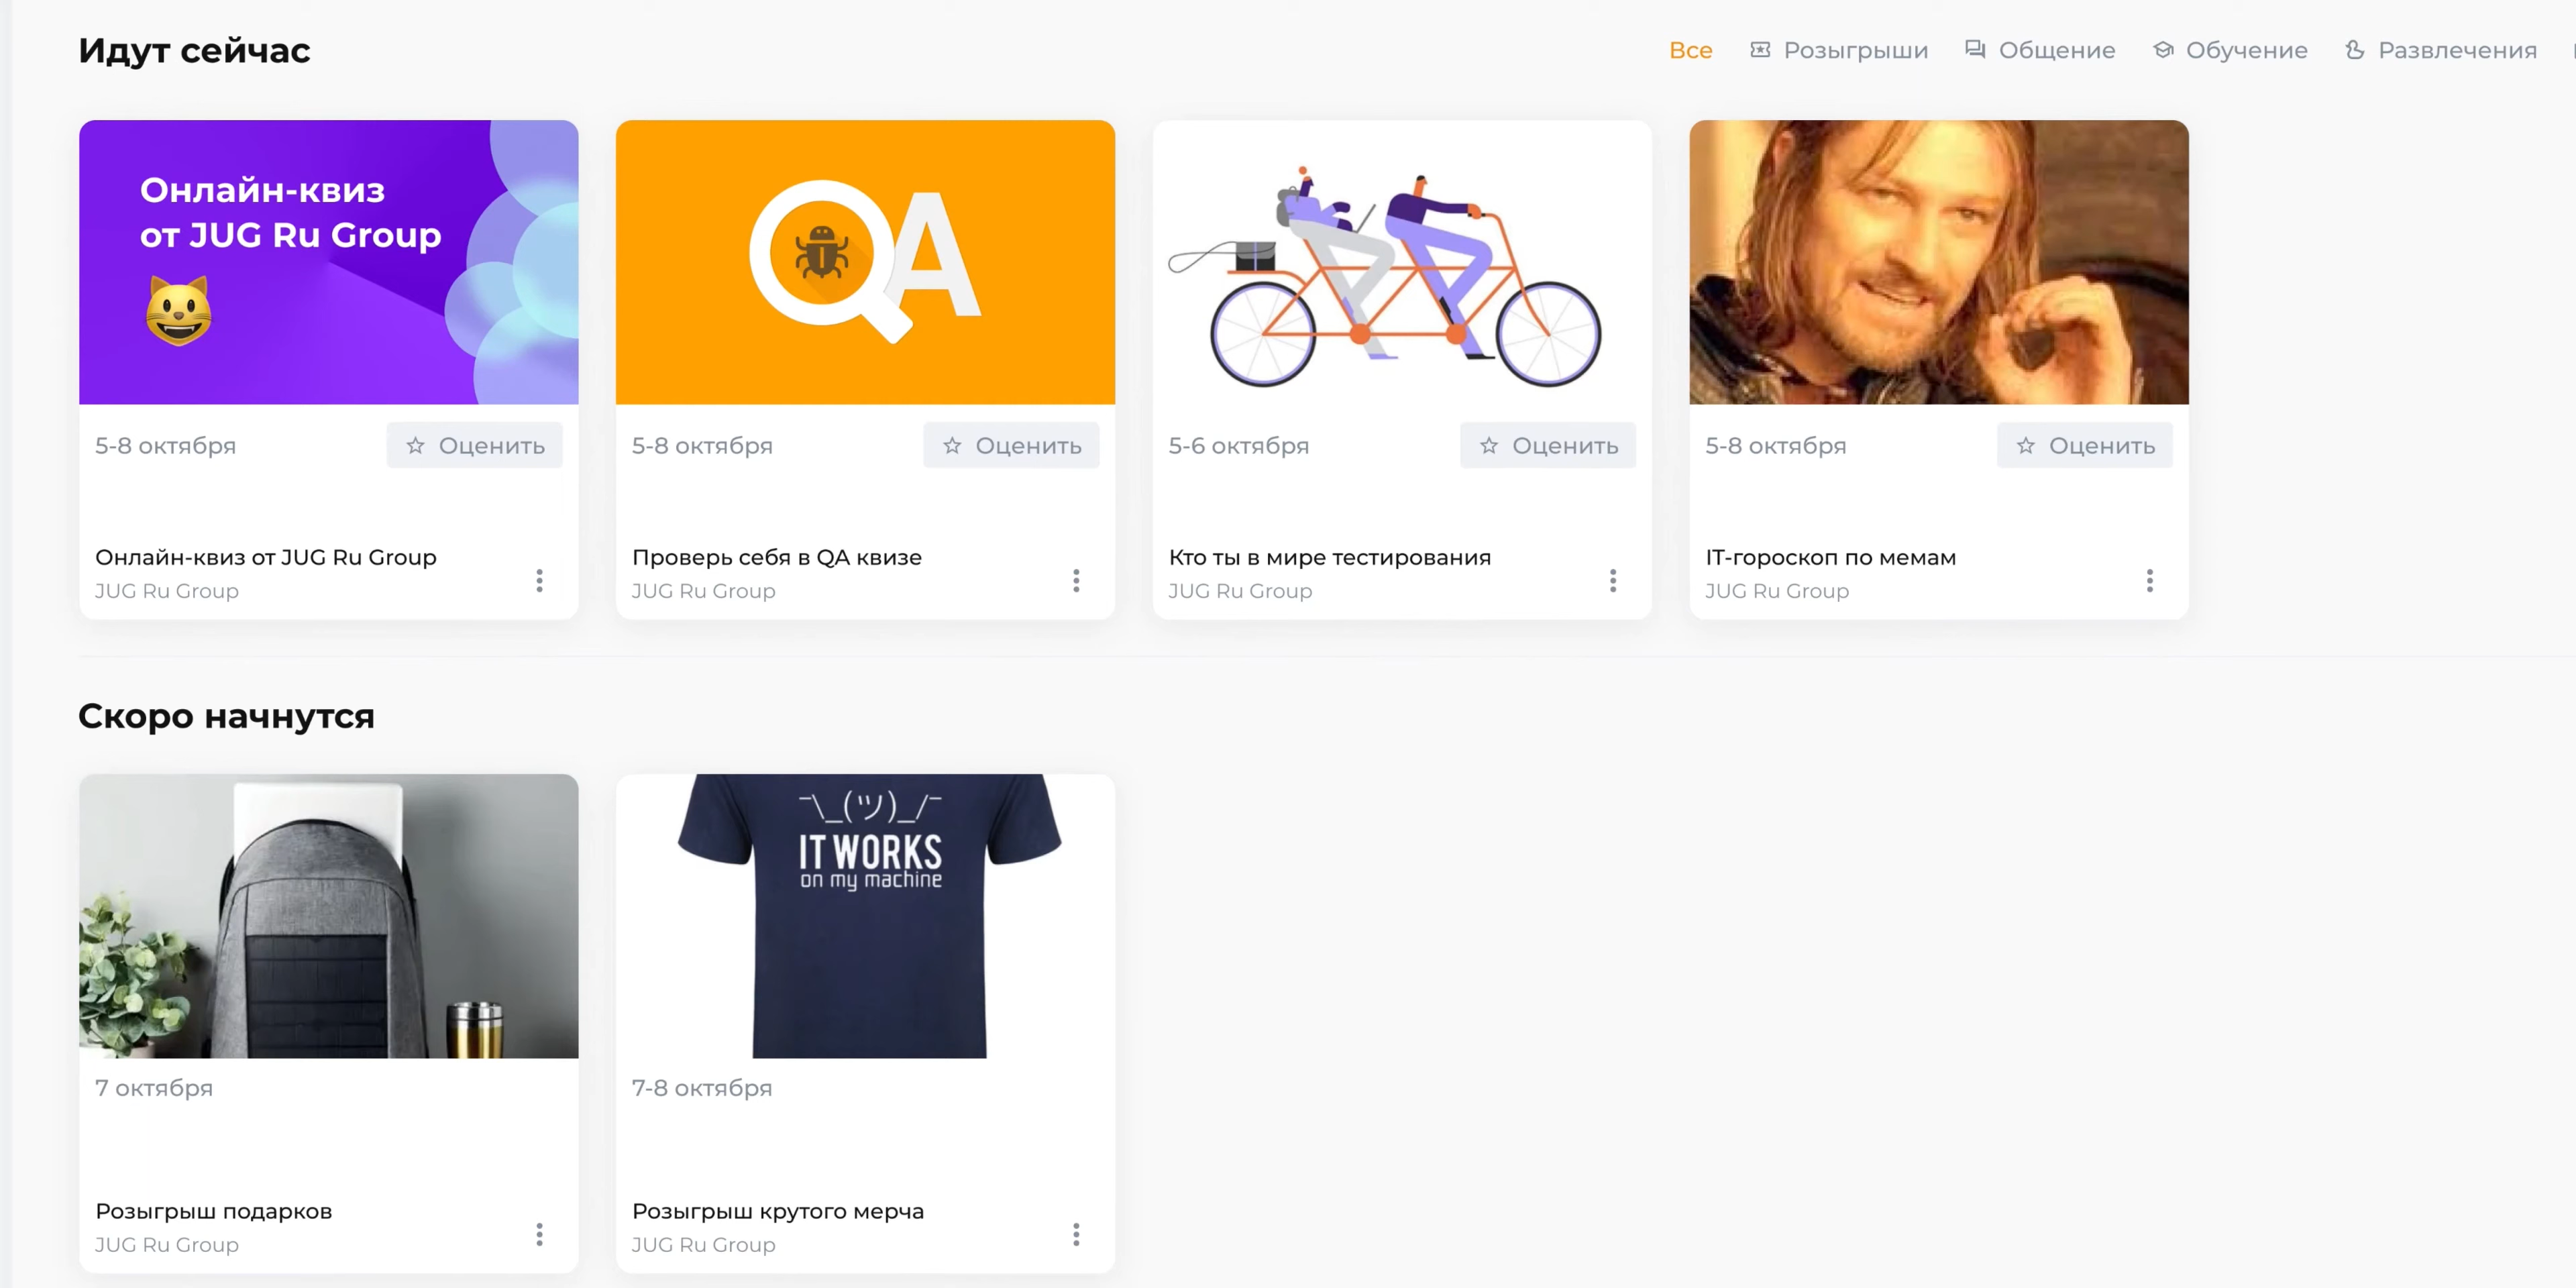 Идут сейчас
Все Розыгрыши Общение Обучение Развлечения
Онлайн-квиз
от JUG Ru Group
QA
5-8 октября Оценить
5-8 октября Оценить
5-6 октября Оценить
5-8 октября Оценить
Онлайн-квиз от JUG Ru Group
JUG Ru Group
Проверь себя в QA квизе
JUG Ru Group
Кто ты в мире тестирования
JUG Ru Group
IT-гороскоп по мемам
JUG Ru Group
Скоро начнутся
¯\_(ツ)_/¯
IT WORKS
on my machine
7 октября
7-8 октября
Розыгрыш подарков
JUG Ru Group
Розыгрыш крутого мерча
JUG Ru Group